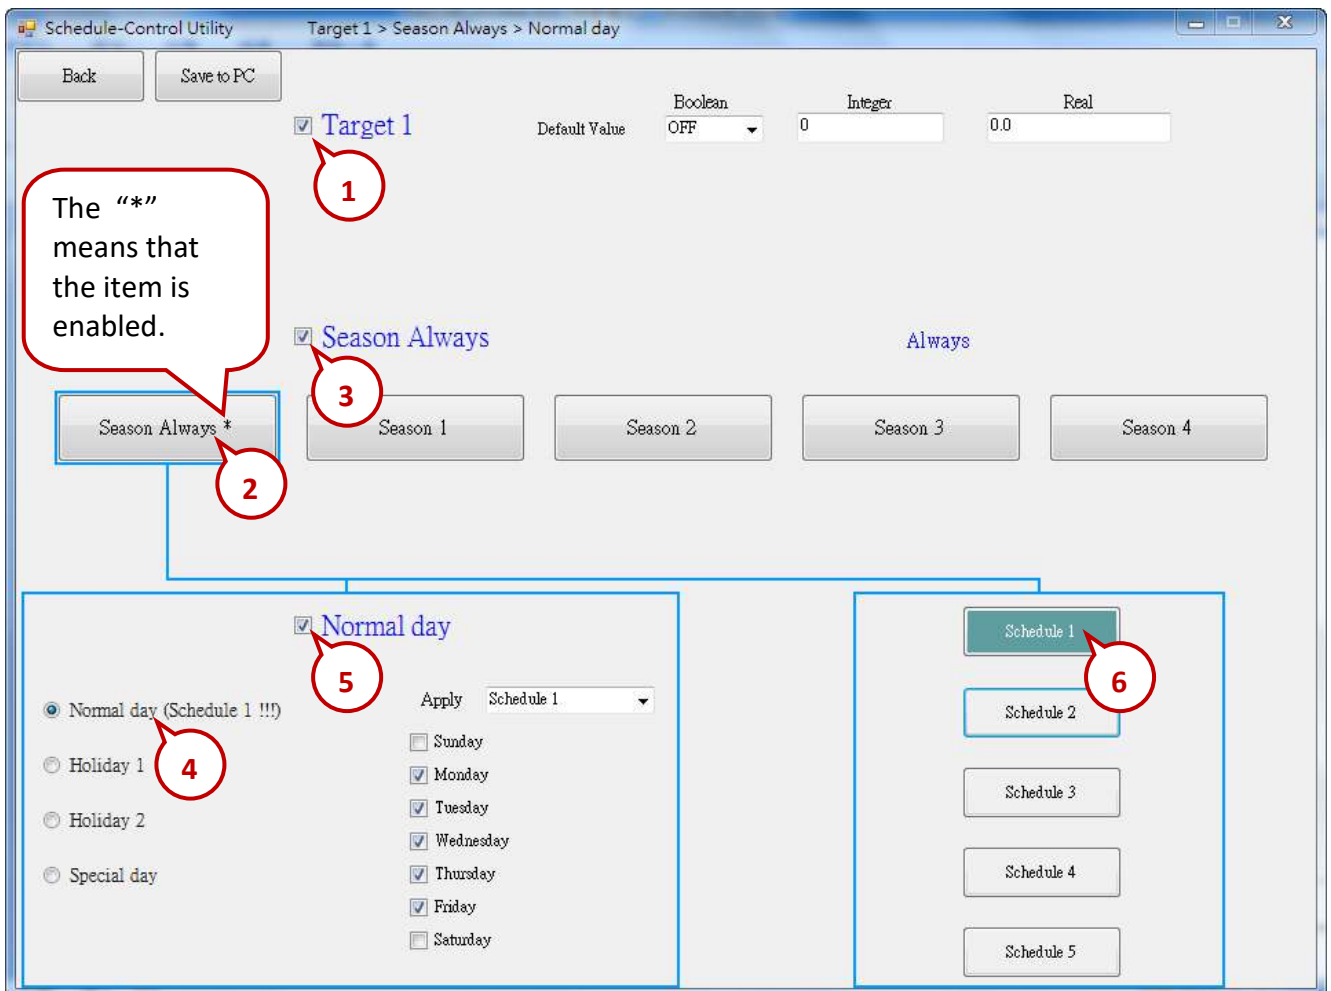 Schedule-Control Utility Target 1 > Season Always > Normal day
Back Save to PC
Boolean Integer Real
Target 1 Default Value OFF 0 0.0
1
The “*”
means that
the item is
enabled.
Season Always Always
3
Season Always * Season 1 Season 2 Season 3 Season 4
2
Normal day
5
Apply Schedule 1
Normal day (Schedule 1 !!!)
4
Holiday 1
Holiday 2
Special day
Sunday
Monday
Tuesday
Wednesday
Thursday
Friday
Saturday
Schedule 1
6
Schedule 2
Schedule 3
Schedule 4
Schedule 5